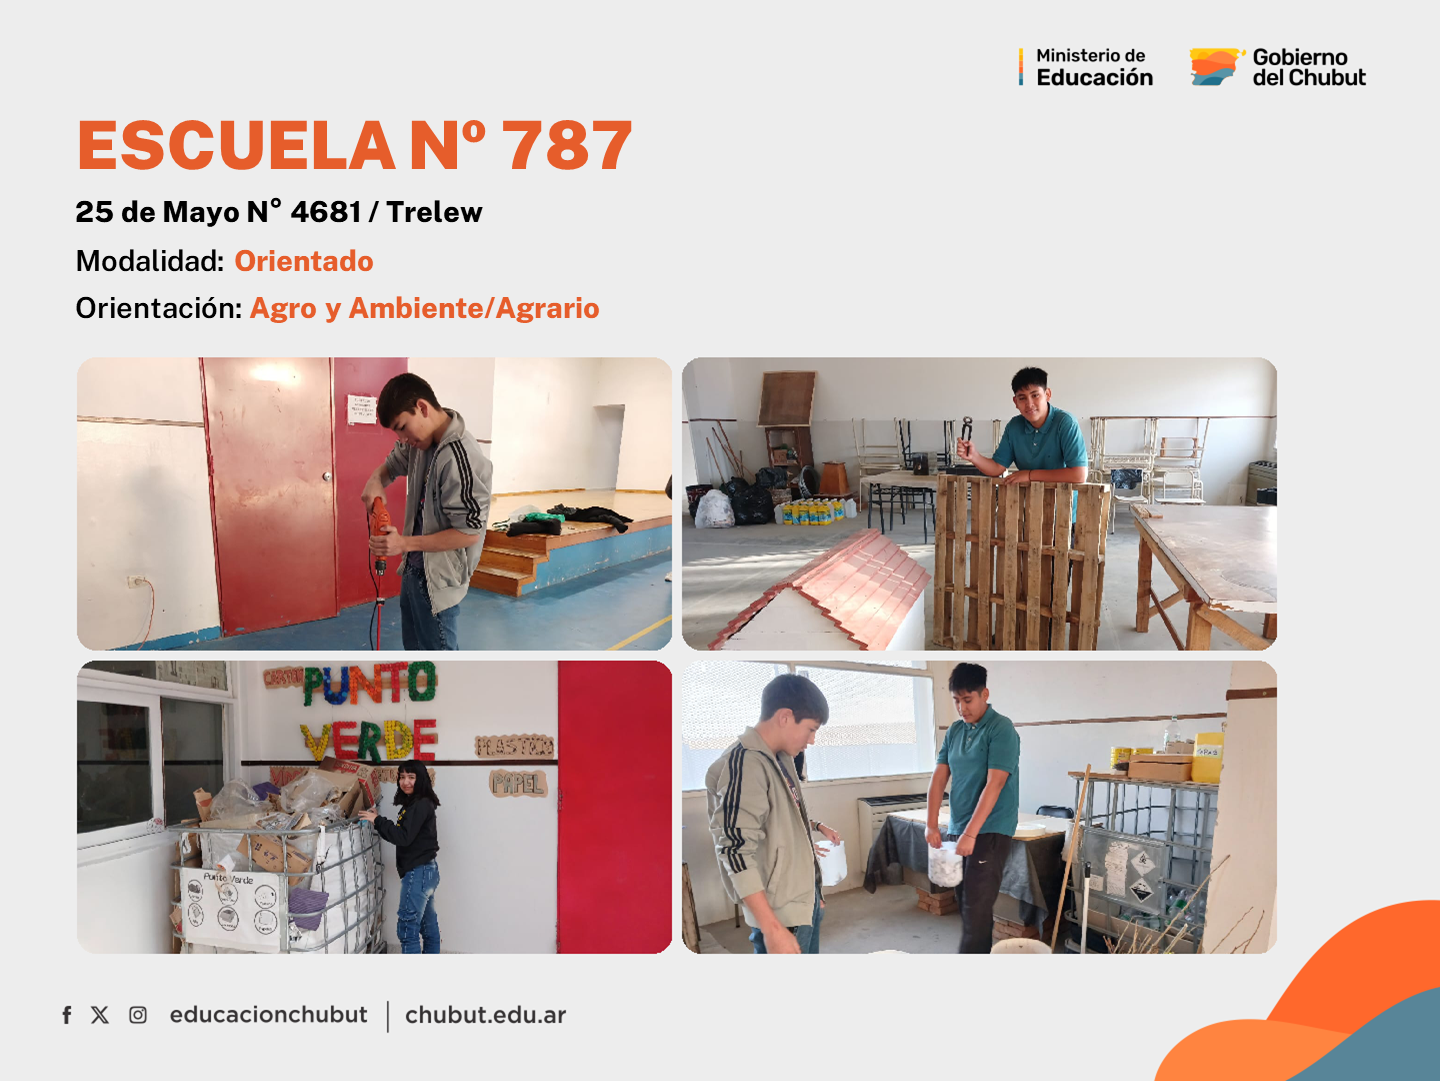 Ministerio de
Educación
Gobierno
del Chubut
ESCUELA Nº 787
25 de Mayo N° 4681 / Trelew
Modalidad: Orientado
Orientación: Agro y Ambiente/Agrario
PUNTO
VERDE
PLASTICO
PAPEL
Punto Verde
educacionchubut
chubut.edu.ar